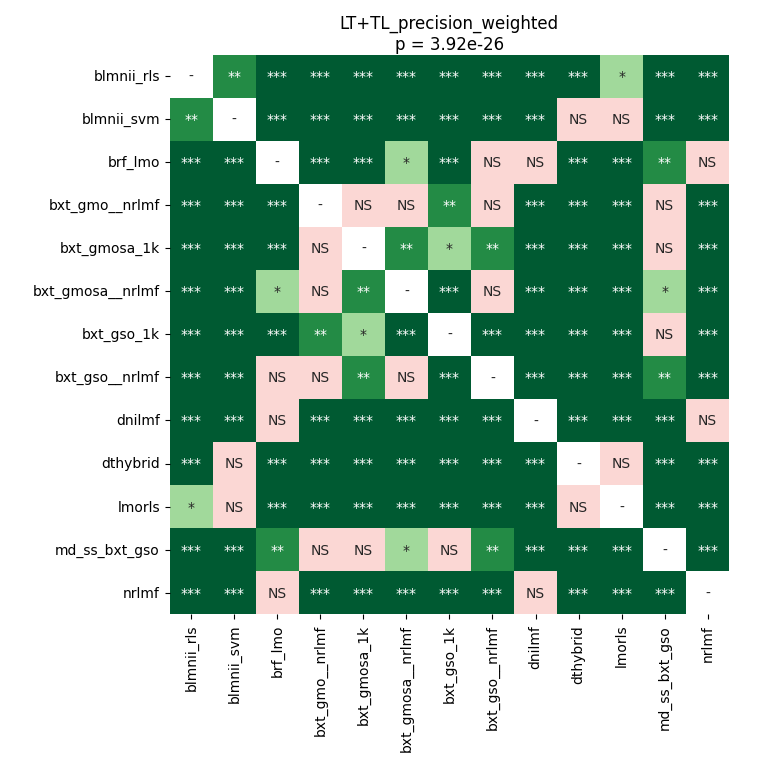 LT+TL_precision_weighted
p = 3.92e-26
blmnii_rls - ** *** *** *** *** *** *** *** *** * *** ***
blmnii_svm ** - *** *** *** *** *** *** *** NS NS *** ***
brf_lmo *** *** - *** *** * *** NS NS *** *** ** NS
bxt_gmo__nrlmf *** *** *** - NS NS ** NS *** *** *** NS ***
bxt_gmosa_1k *** *** *** NS - ** * ** *** *** *** NS ***
bxt_gmosa__nrlmf *** *** * NS ** - *** NS *** *** *** * ***
bxt_gso_1k *** *** *** ** * *** - *** *** *** *** NS ***
bxt_gso__nrlmf *** *** NS NS ** NS *** - *** *** *** ** ***
dnilmf *** *** NS *** *** *** *** *** - *** *** *** NS
dthybrid *** NS *** *** *** *** *** *** *** - NS *** ***
lmorls * NS *** *** *** *** *** *** *** NS - *** ***
md_ss_bxt_gso *** *** ** NS NS * NS ** *** *** *** - ***
nrlmf *** *** NS *** *** *** *** *** NS *** *** *** -
blmnii_rls
blmnii_svm
brf_lmo
bxt_gmo__nrlmf
bxt_gmosa_1k
bxt_gmosa__nrlmf
bxt_gso_1k
bxt_gso__nrlmf
dnilmf
dthybrid
lmorls
md_ss_bxt_gso
nrlmf